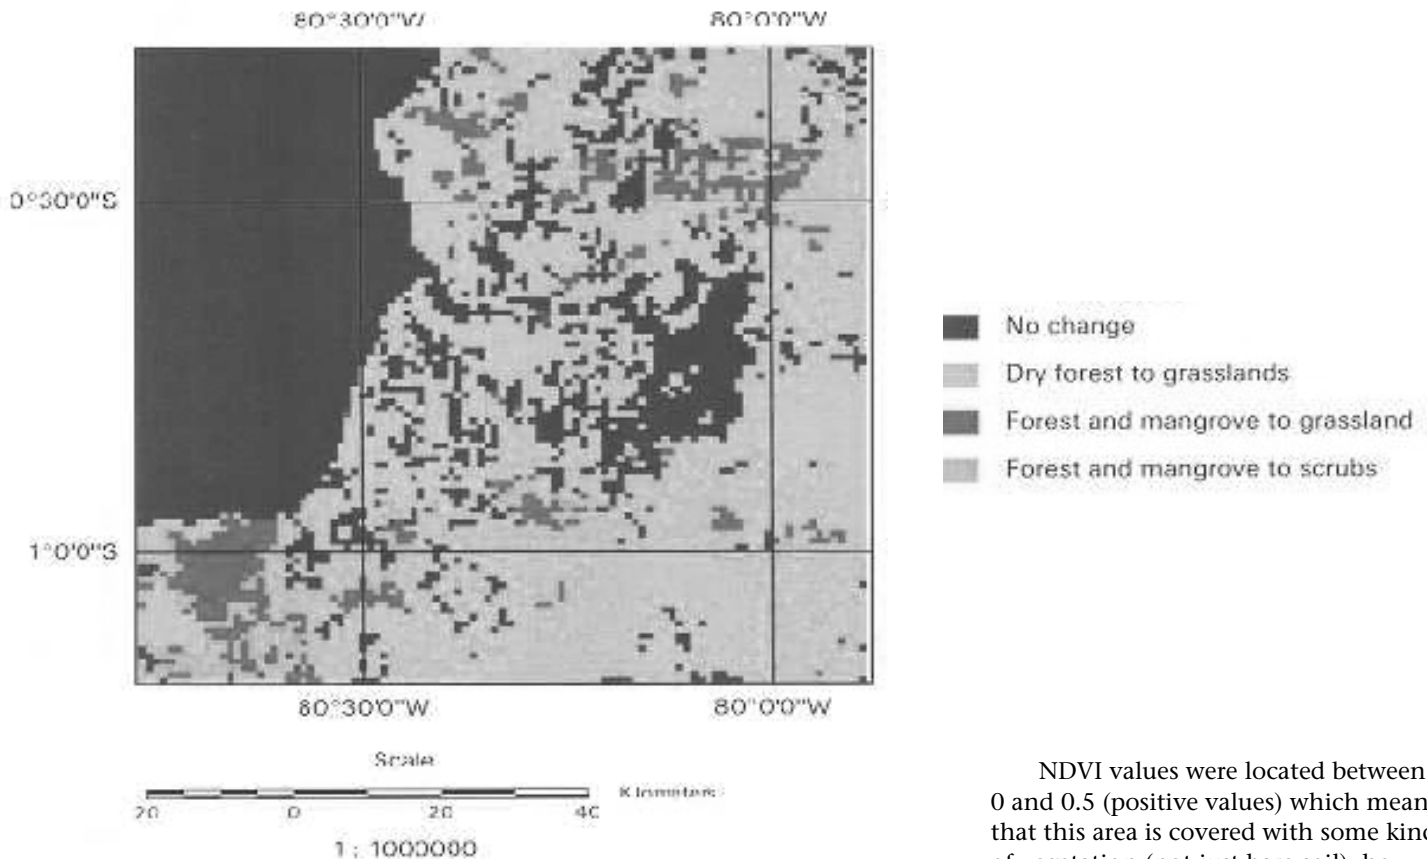 80°30'0"W 80°0'0"W
0°30'0"S
1°0'0"S
80°30'0"W 80°0'0"W
No change
Dry forest to grasslands
Forest and mangrove to grassland
Forest and mangrove to scrubs
Scale
20 0 20 40 Kilometers
1 : 1000000
NDVI values were located between
0 and 0.5 (positive values) which mean
that this area is covered with some kind